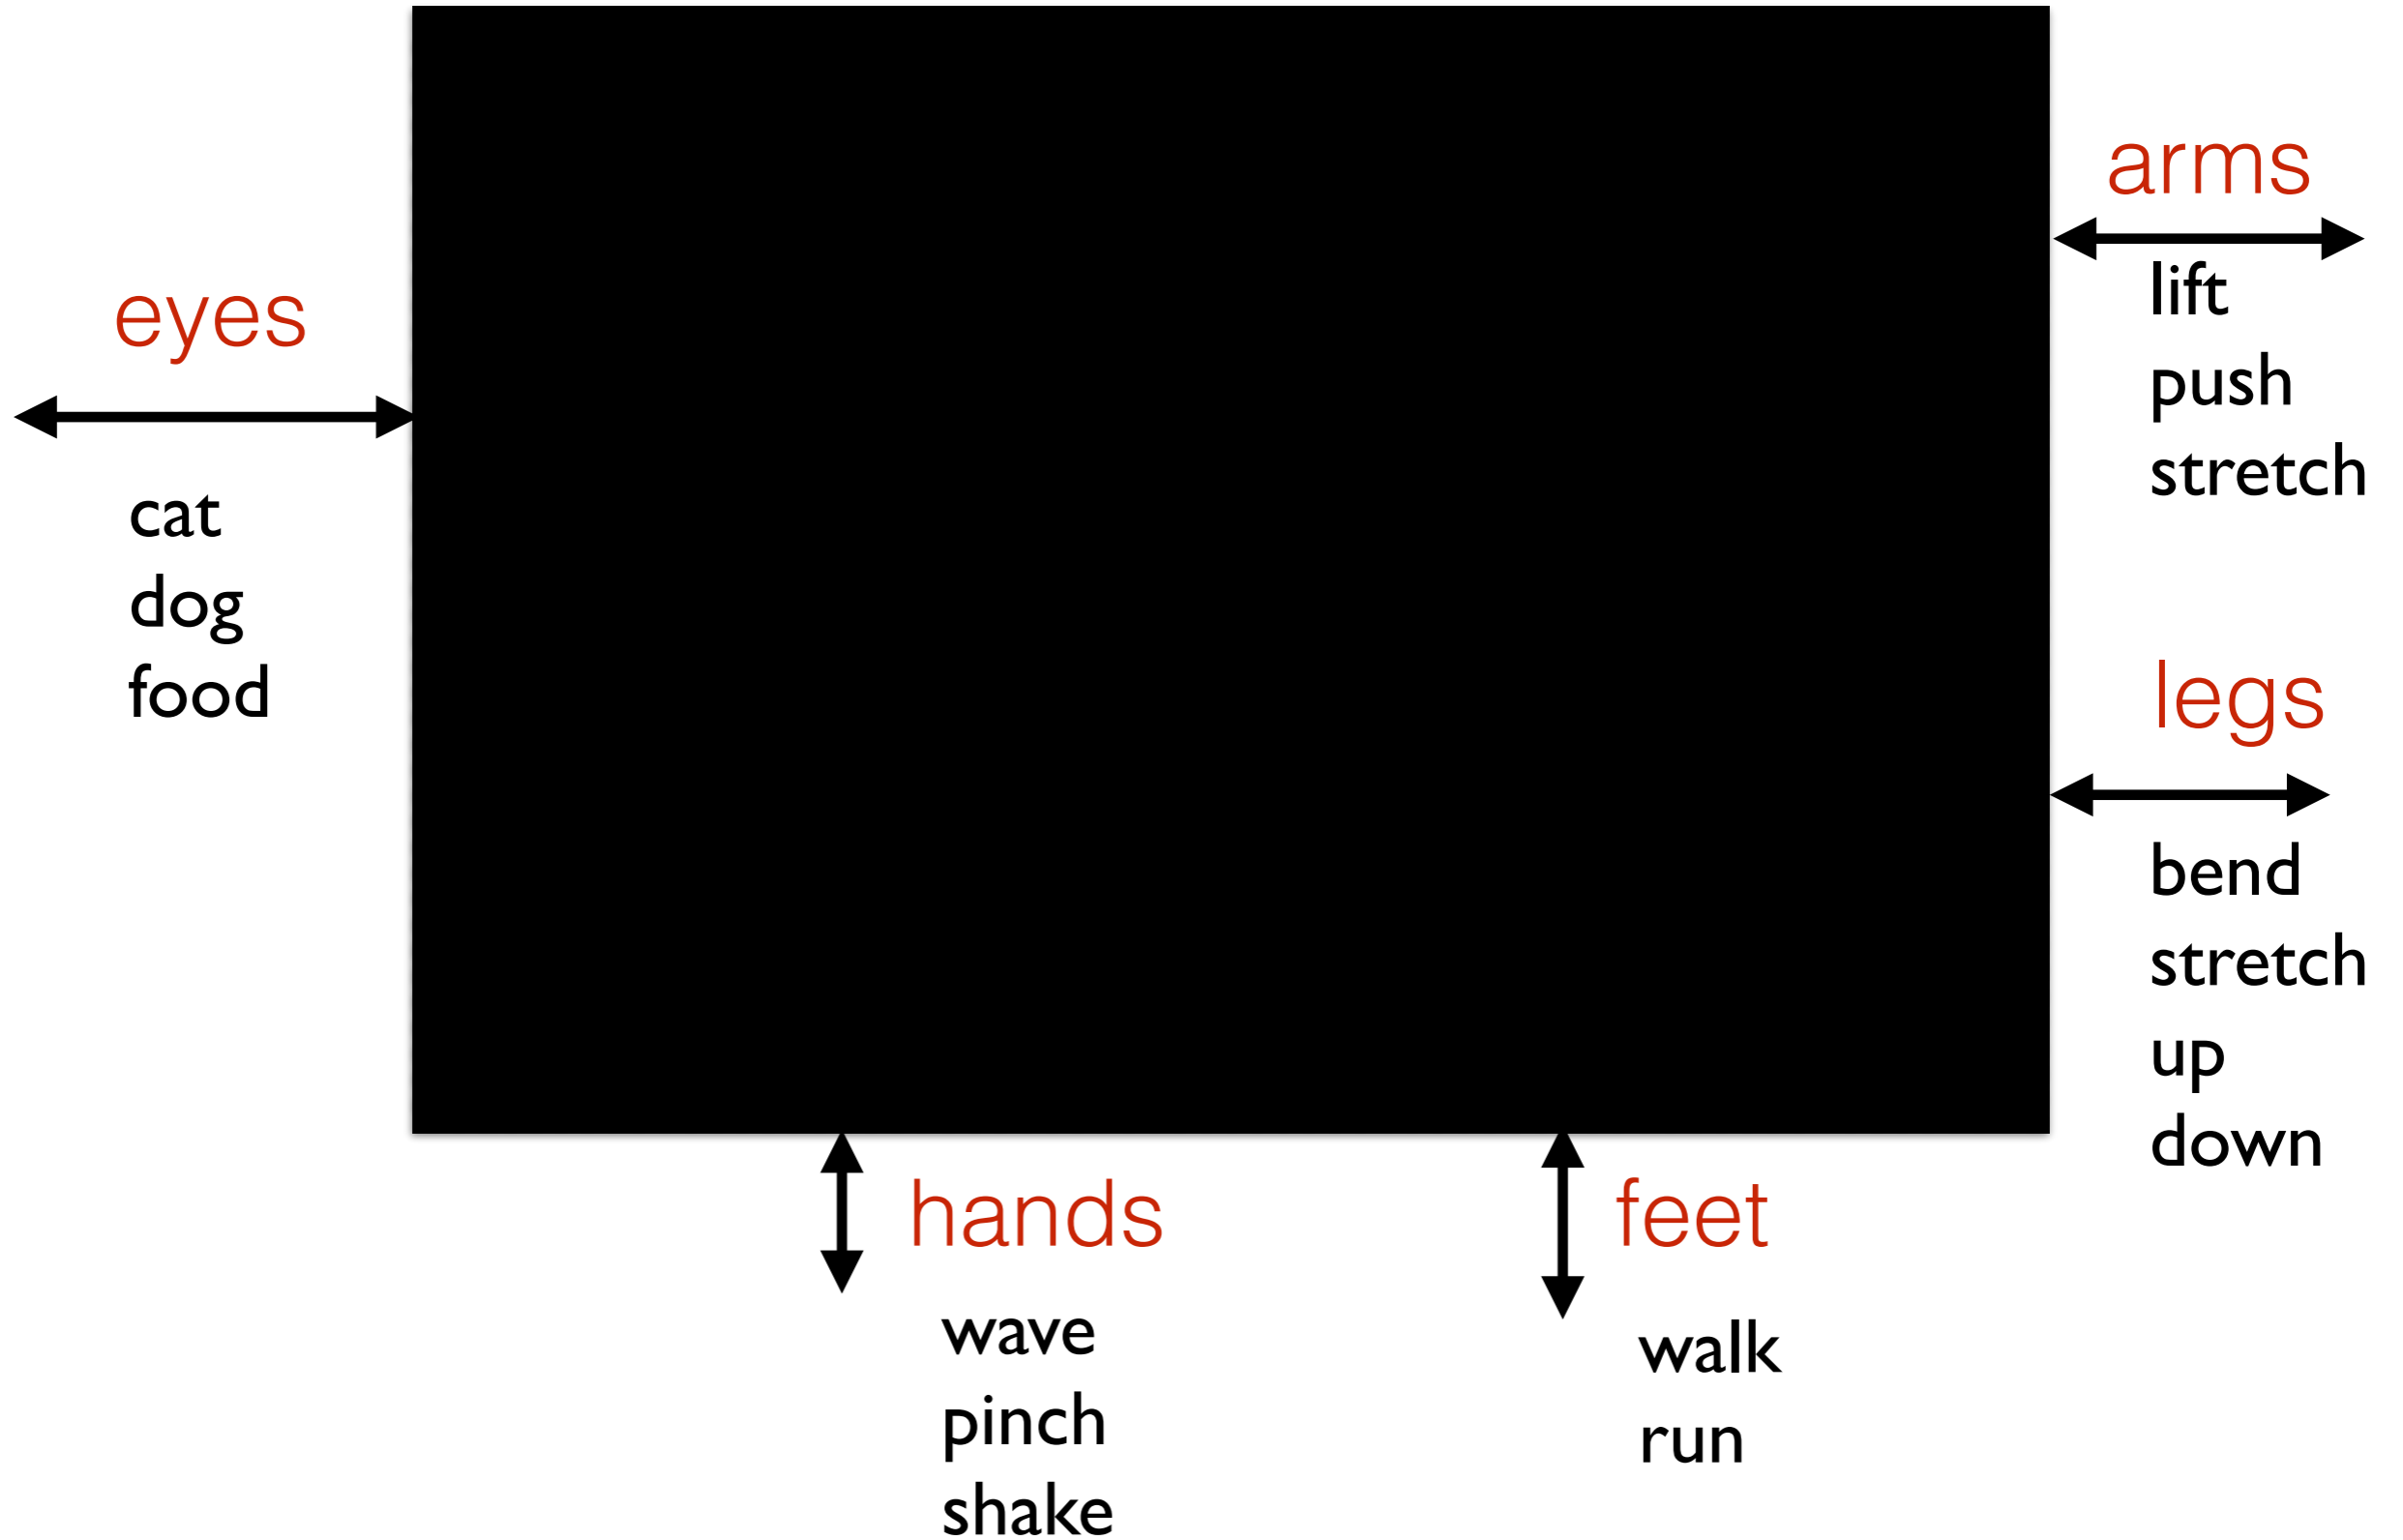 eyes
cat
dog
food
arms
lift
push
stretch
legs
bend
stretch
up
down
hands
wave
pinch
shake
feet
walk
run